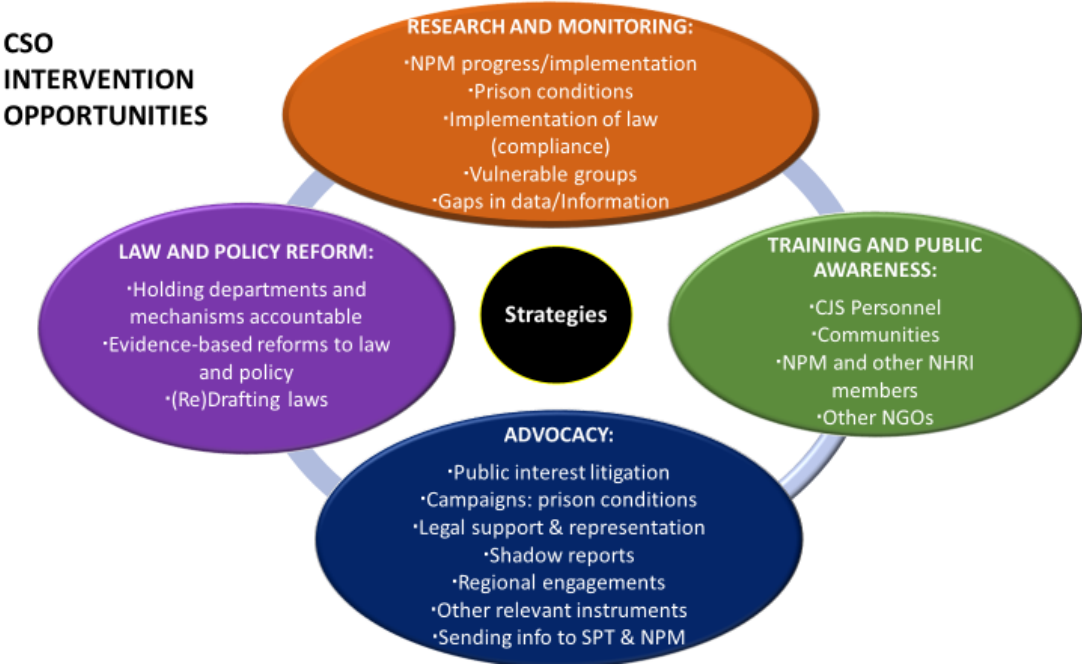 CSO
INTERVENTION
OPPORTUNITIES
RESEARCH AND MONITORING:
·NPM progress/implementation
·Prison conditions
·Implementation of law
(compliance)
·Vulnerable groups
·Gaps in data/Information
LAW AND POLICY REFORM:
·Holding departments and
mechanisms accountable
·Evidence-based reforms to law
and policy
·(Re)Drafting laws
Strategies
TRAINING AND PUBLIC
AWARENESS:
·CJS Personnel
·Communities
·NPM and other NHRI
members
·Other NGOs
ADVOCACY:
·Public interest litigation
·Campaigns: prison conditions
·Legal support & representation
·Shadow reports
·Regional engagements
·Other relevant instruments
·Sending info to SPT & NPM